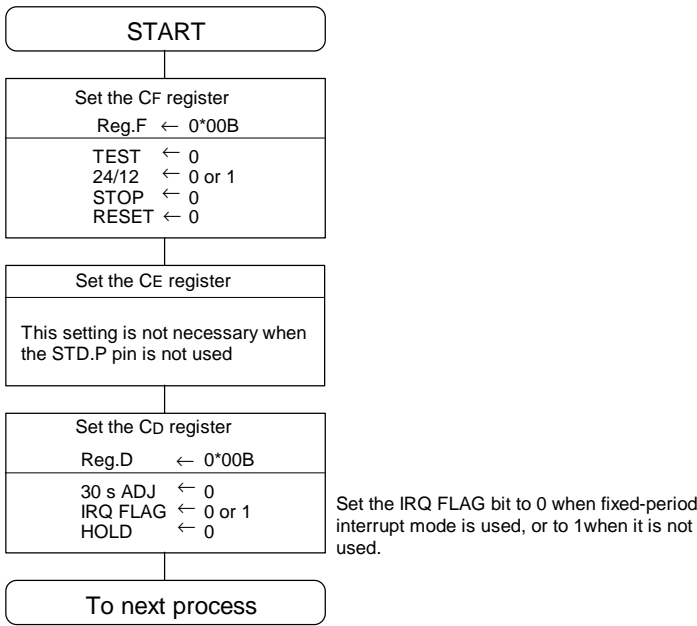 START
Set the CF register
Reg.F ← 0*00B
TEST ← 0
24/12 ← 0 or 1
STOP ← 0
RESET ← 0
Set the CE register
This setting is not necessary when
the STD.P pin is not used
Set the CD register
Reg.D ← 0*00B
30 s ADJ ← 0
IRQ FLAG ← 0 or 1
HOLD ← 0
Set the IRQ FLAG bit to 0 when fixed-period
interrupt mode is used, or to 1when it is not
used.
To next process